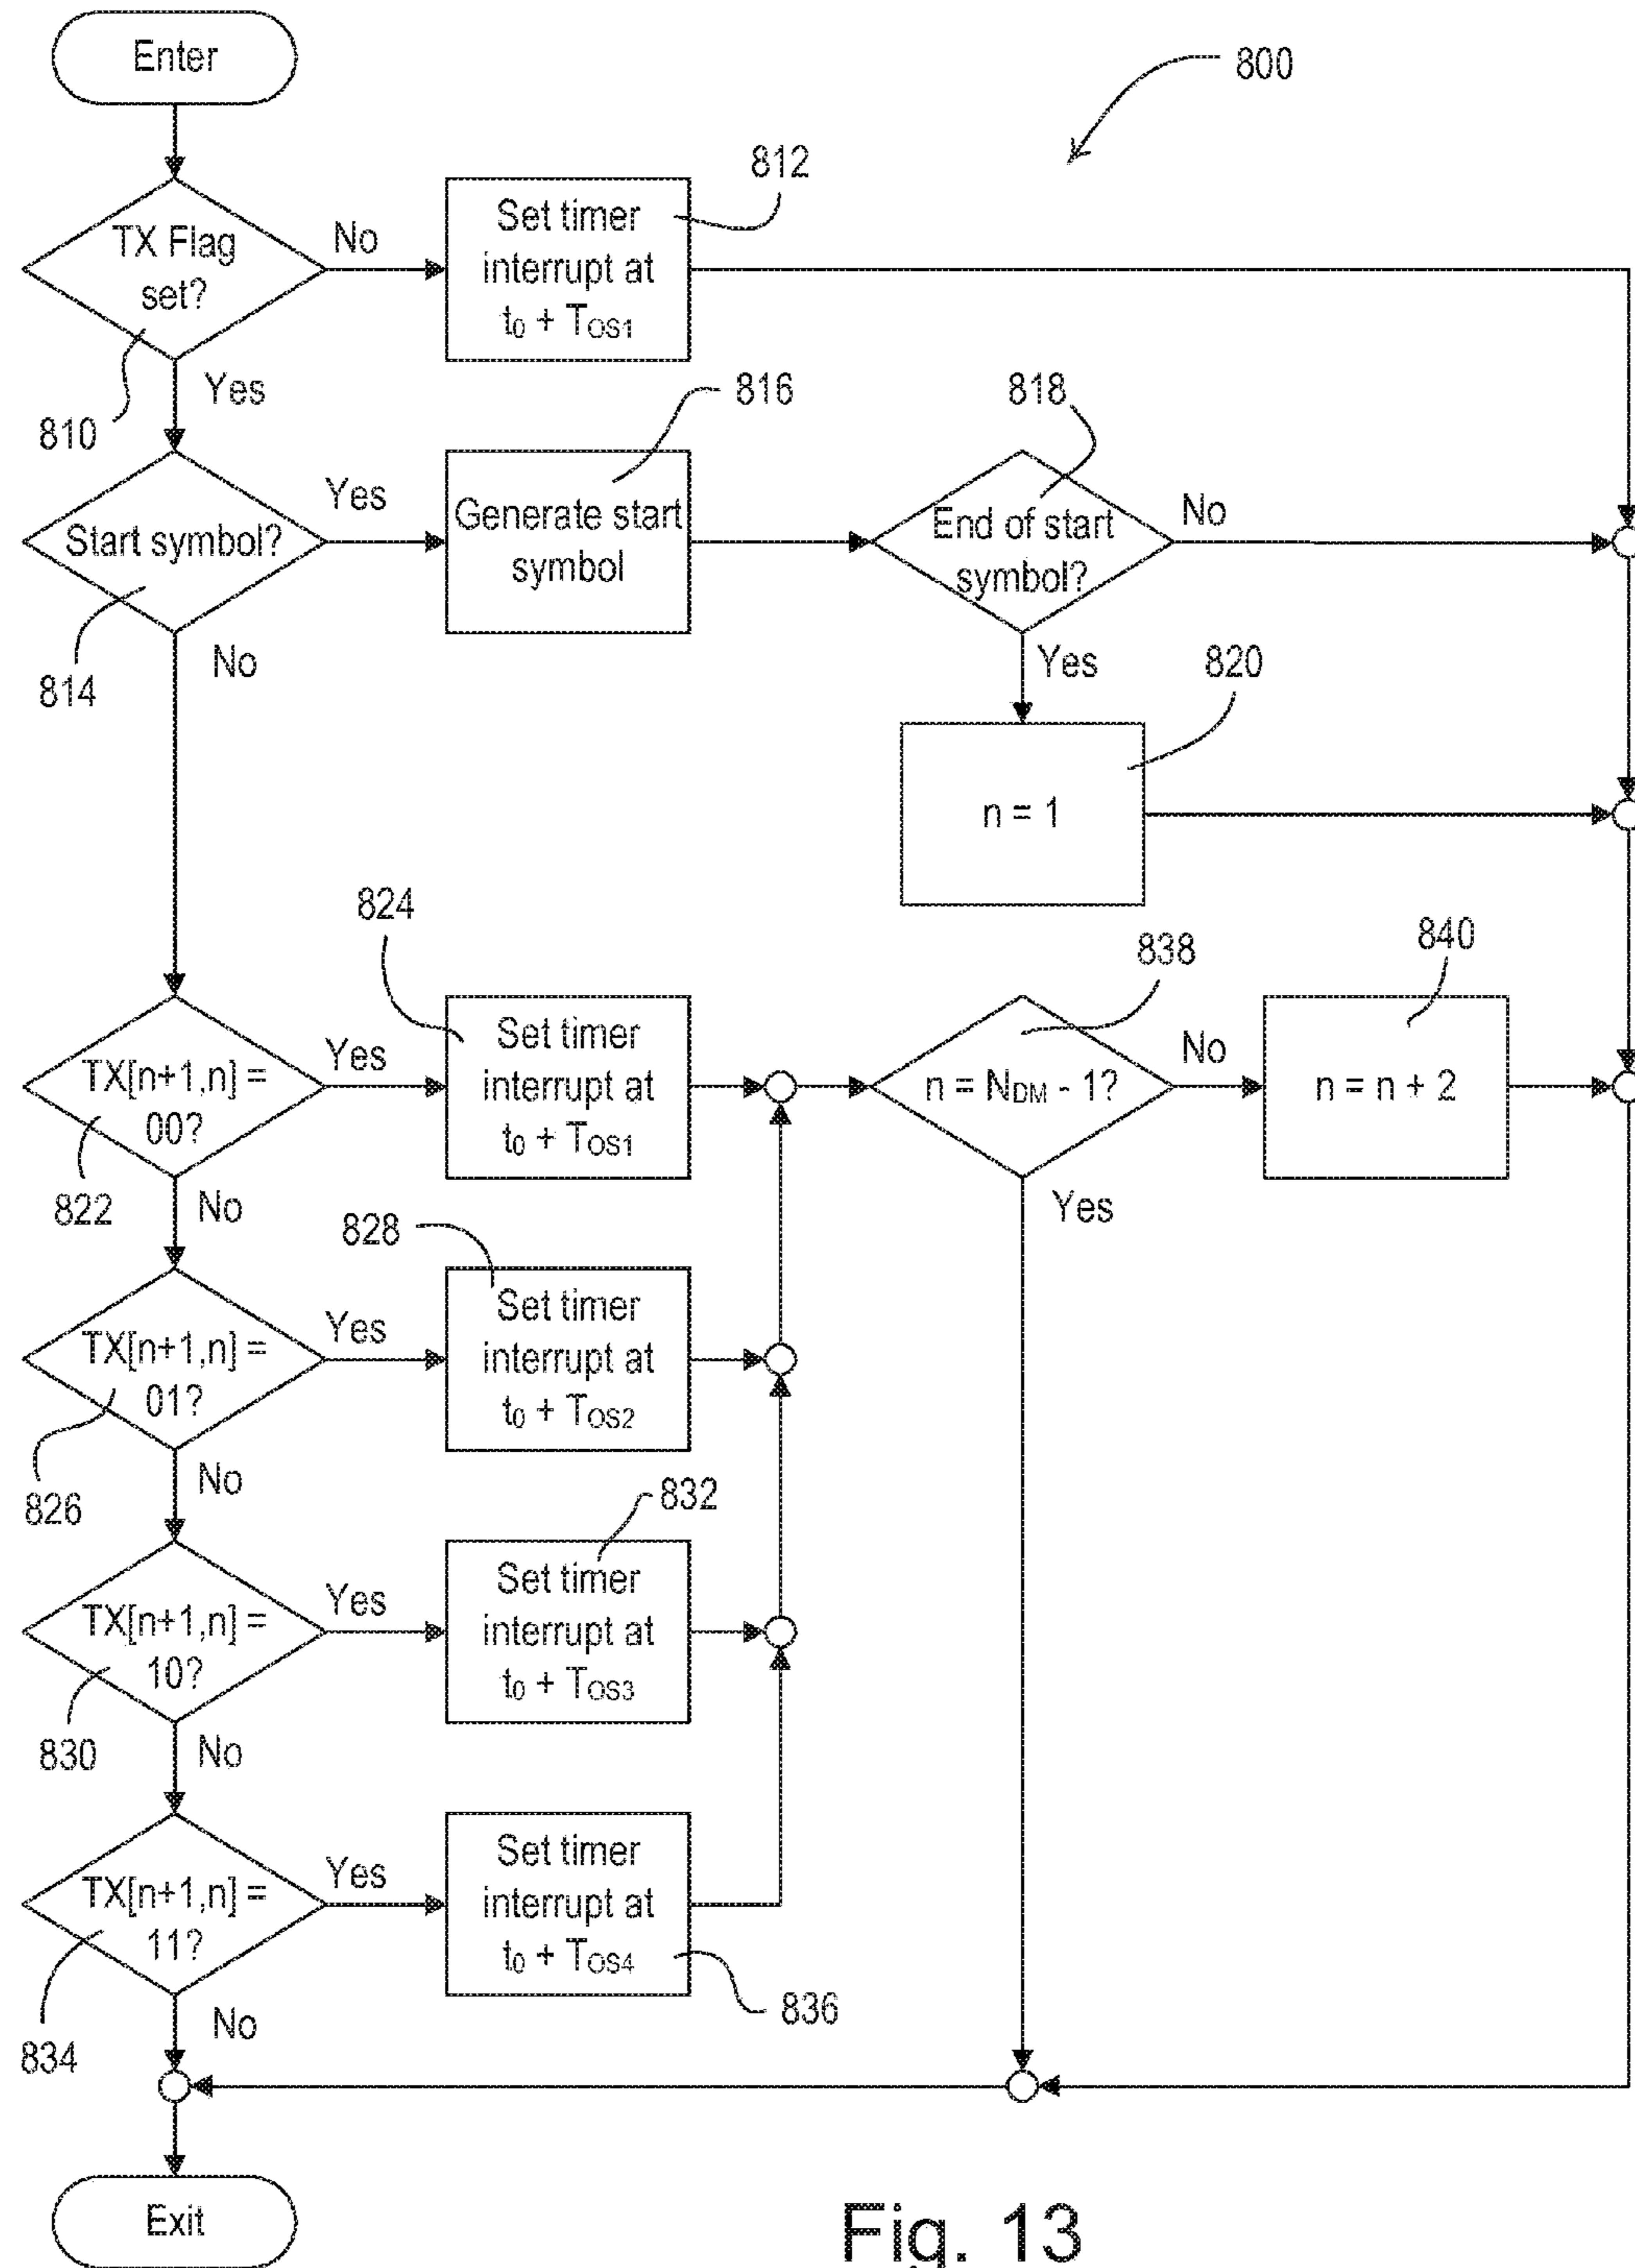 Enter
800
TX Flag
set?
810
No
Yes
Set timer
interrupt at
t₀ + TOS1
812
Start symbol?
814
Yes
No
Generate start
symbol
816
End of start
symbol?
818
No
Yes
n = 1
820
TX[n+1,n] =
00?
822
Yes
No
Set timer
interrupt at
t₀ + TOS1
824
n = NDM - 1?
838
No
Yes
n = n + 2
840
TX[n+1,n] =
01?
826
Yes
No
Set timer
interrupt at
t₀ + TOS2
828
TX[n+1,n] =
10?
830
Yes
No
Set timer
interrupt at
t₀ + TOS3
832
TX[n+1,n] =
11?
834
Yes
No
Set timer
interrupt at
t₀ + TOS4
836
Exit
Fig. 13